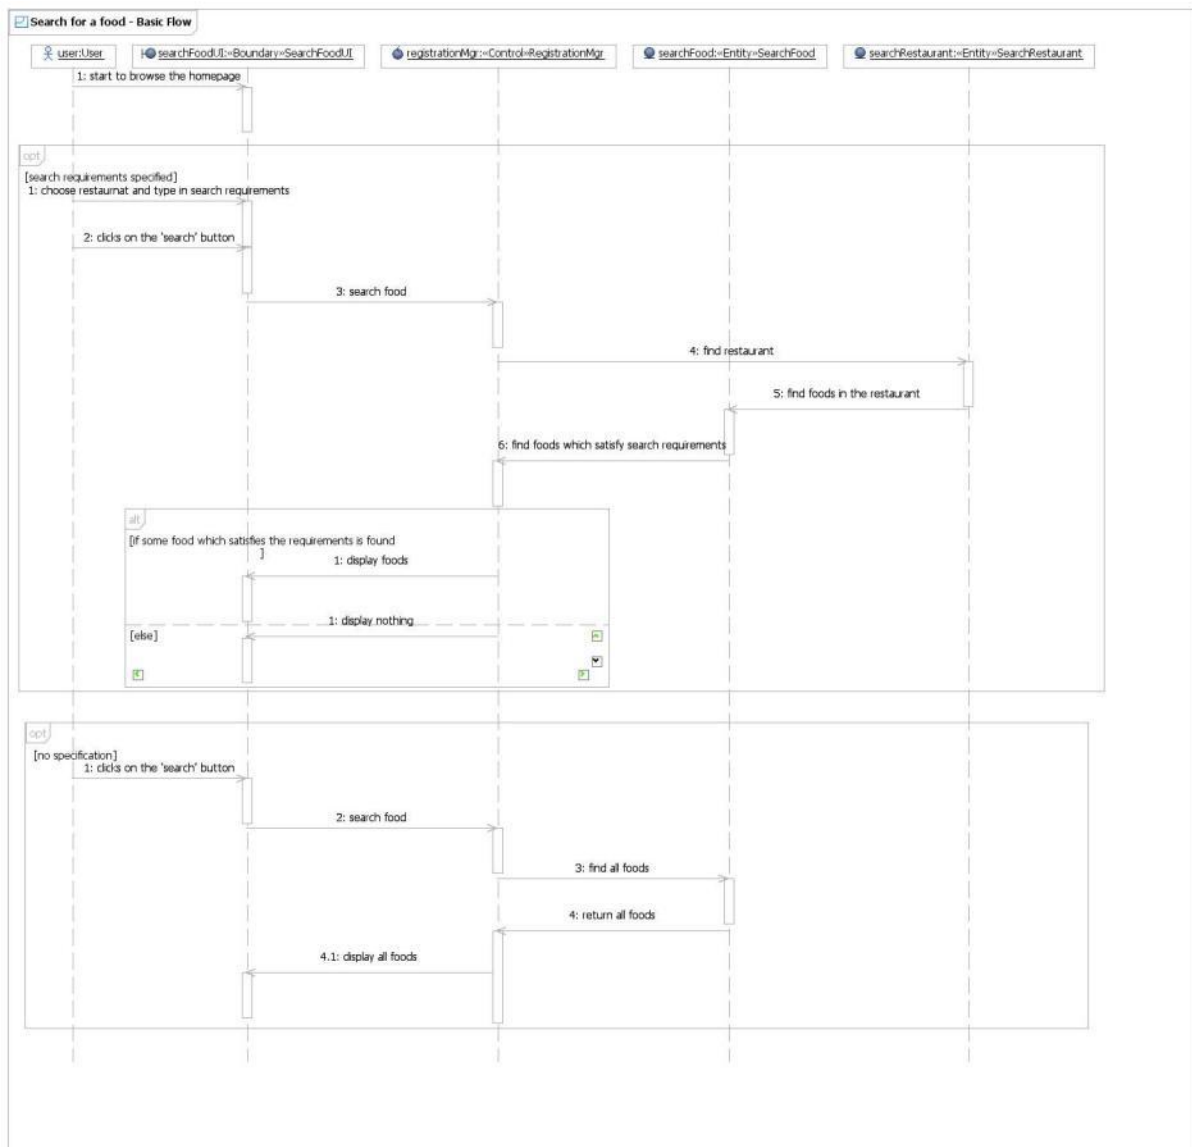 Search for a food - Basic Flow
user:User
searchFoodUI:«Boundary»SearchFoodUI
registrationMgr:«Control»RegistrationMgr
searchFood:«Entity»SearchFood
searchRestaurant:«Entity»SearchRestaurant
1: start to browse the homepage
opt
[search requirements specified]
1: choose restaurnat and type in search requirements
2: clicks on the 'search' button
3: search food
4: find restaurant
5: find foods in the restaurant
6: find foods which satisfy search requirements
alt
[if some food which satisfies the requirements is found
]
1: display foods
1: display nothing
[else]
opt
[no specification]
1: clicks on the 'search' button
2: search food
3: find all foods
4: return all foods
4.1: display all foods